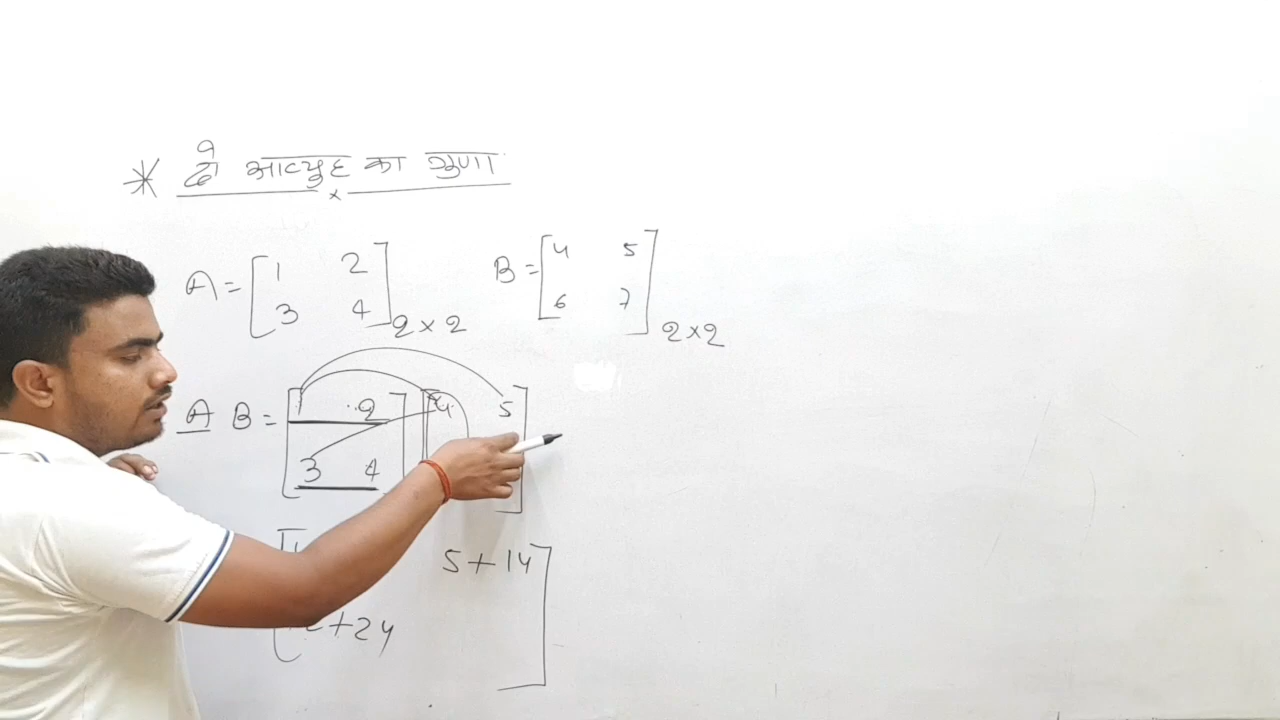 * दो आव्युह का गुणा
x
A = [1 2
3 4] 2×2
B = [4 5
6 7] 2×2
A B = [1 2
3 4] [4 5]
5+14
+24